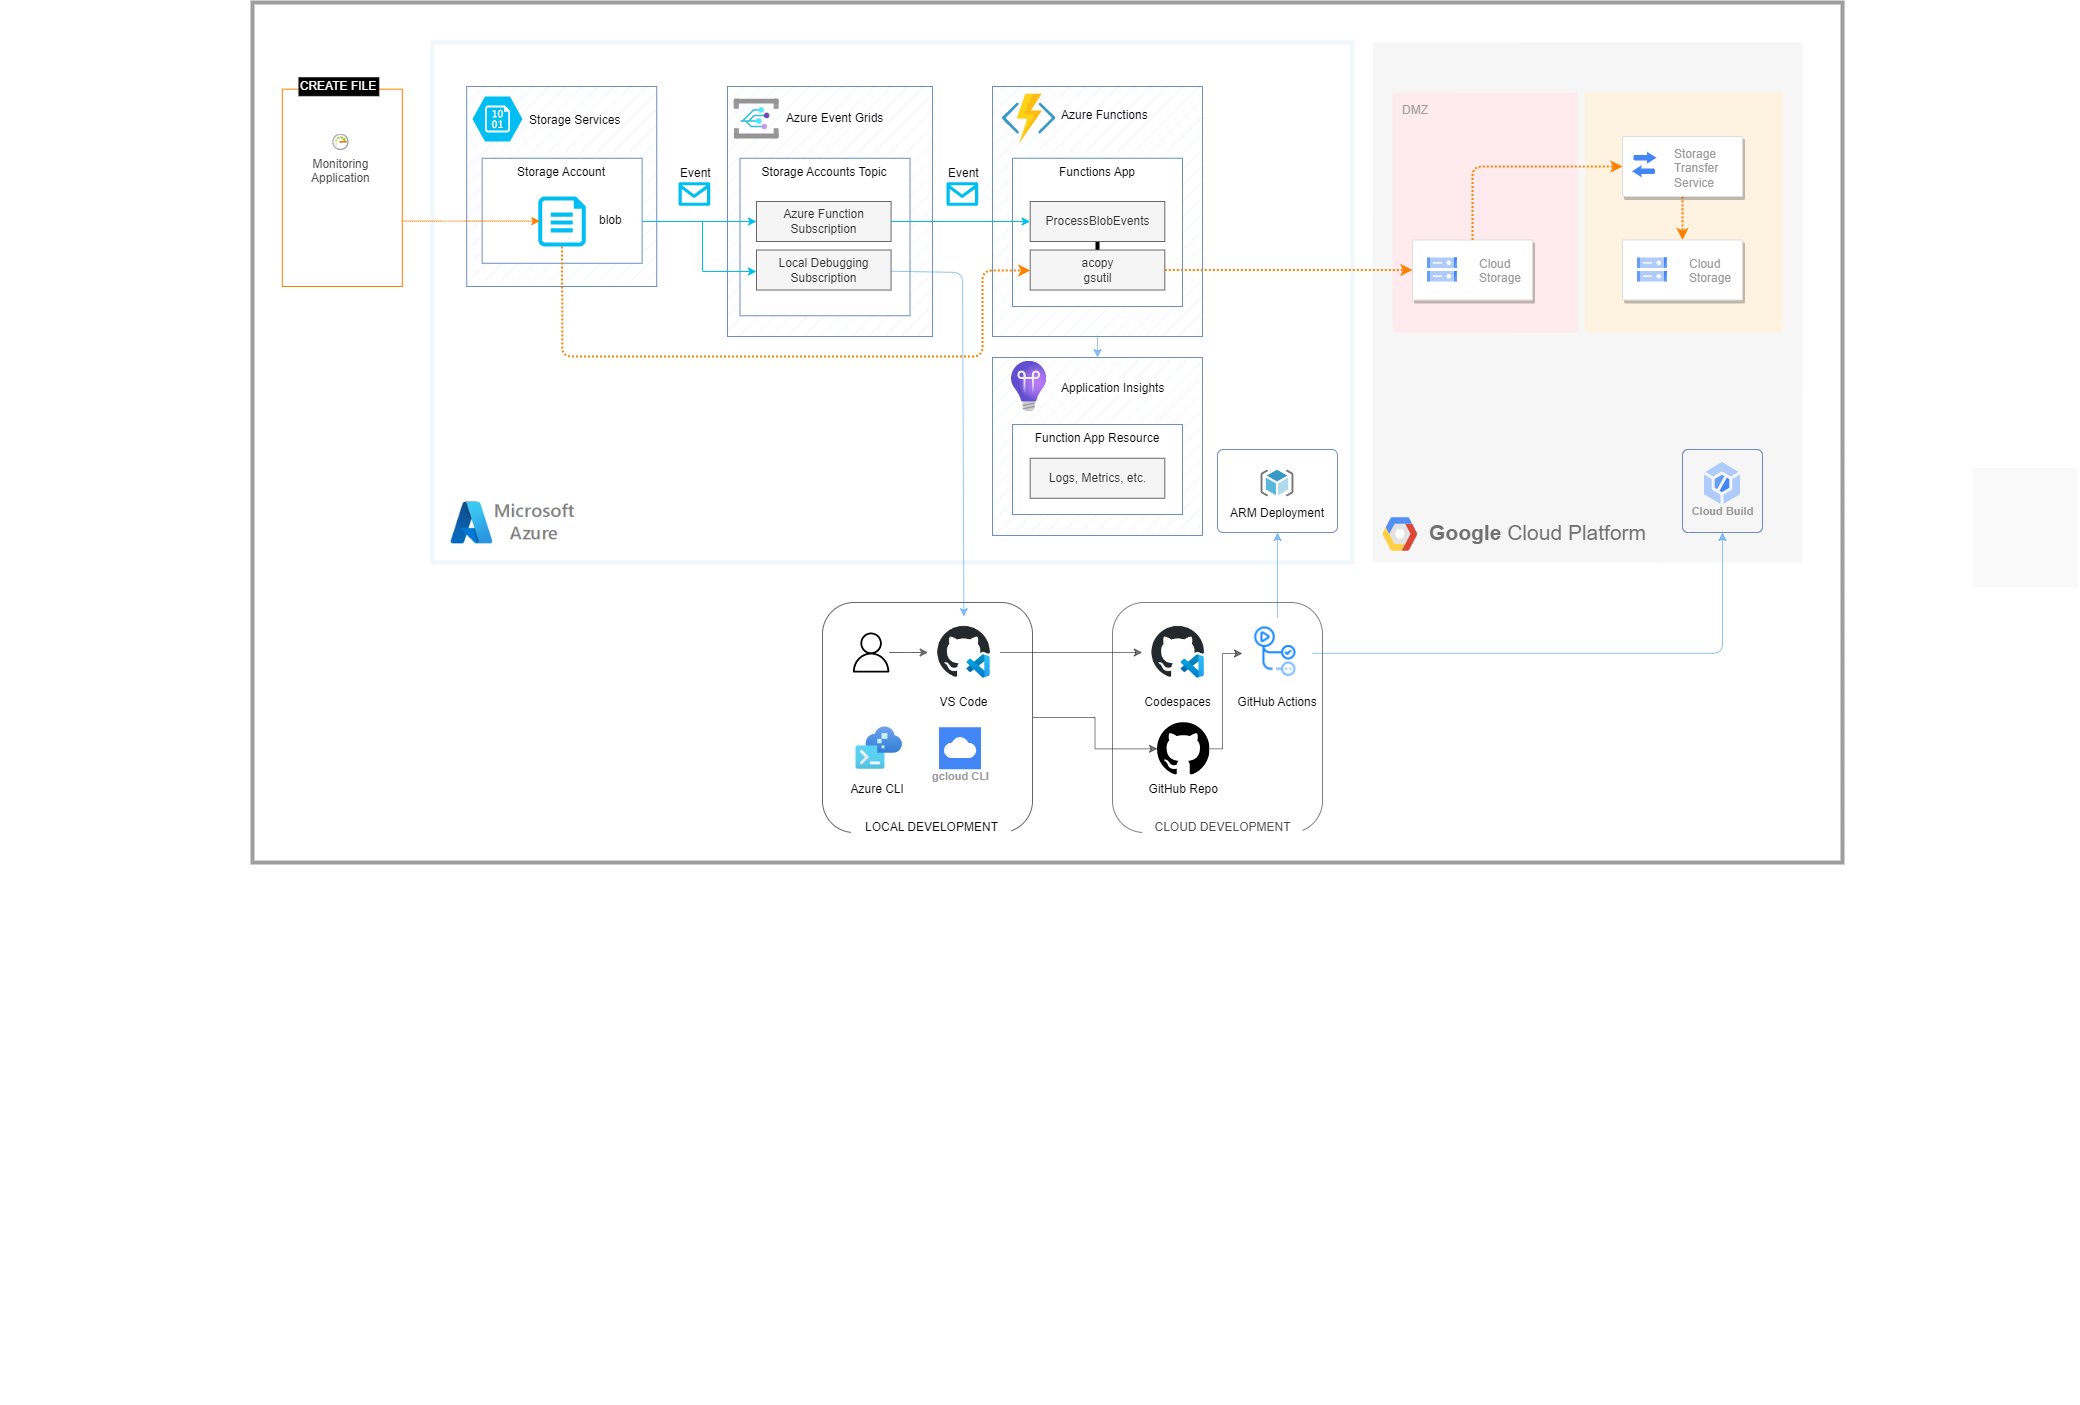 CREATE FILE
Monitoring
Application
Storage Services
Storage Account
blob
Event
Azure Event Grids
Storage Accounts Topic
Azure Function
Subscription
Local Debugging
Subscription
Event
Azure Functions
Functions App
ProcessBlobEvents
acopy
gsutil
Application Insights
Function App Resource
Logs, Metrics, etc.
ARM Deployment
Microsoft
Azure
DMZ
Cloud
Storage
Storage
Transfer
Service
Cloud
Storage
Google Cloud Platform
Cloud Build
VS Code
Azure CLI
gcloud CLI
LOCAL DEVELOPMENT
Codespaces
GitHub Actions
GitHub Repo
CLOUD DEVELOPMENT
10
01